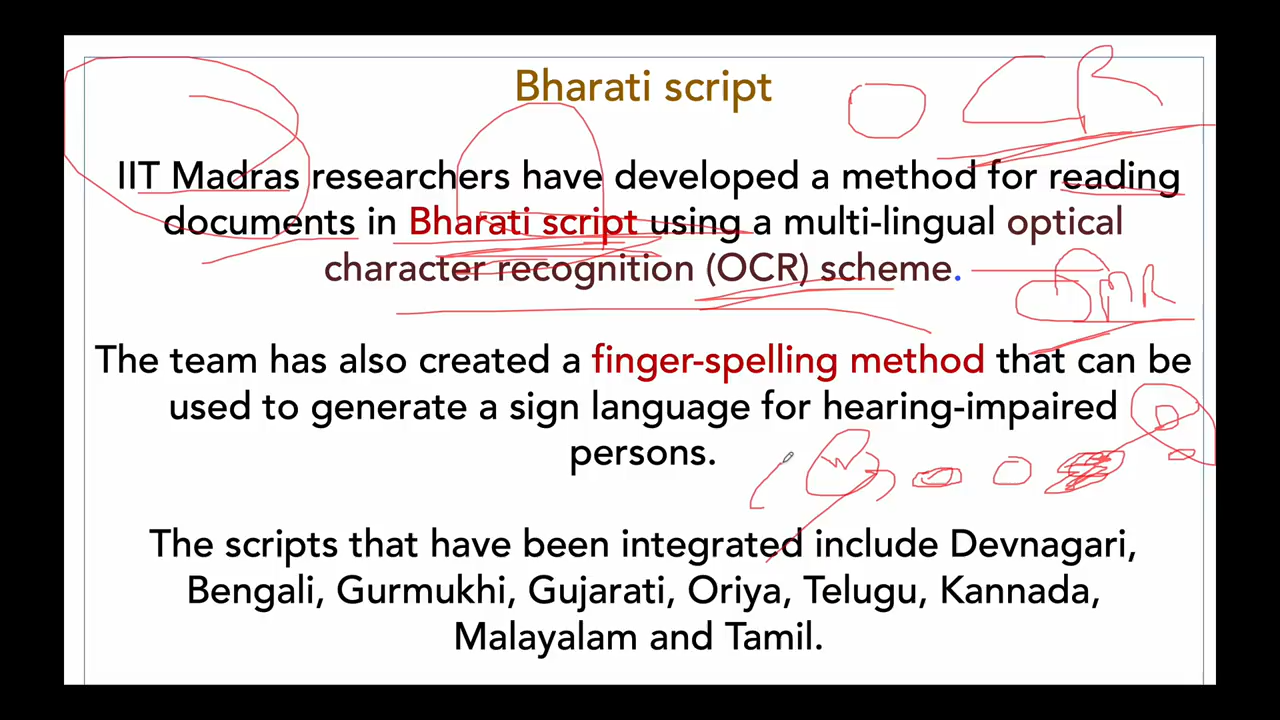 Bharati script
OCR
IIT Madras researchers have developed a method for reading
documents in Bharati script using a multi-lingual optical
character recognition (OCR) scheme.
OMR
The team has also created a finger-spelling method that can be
used to generate a sign language for hearing-impaired
persons.
The scripts that have been integrated include Devnagari,
Bengali, Gurmukhi, Gujarati, Oriya, Telugu, Kannada,
Malayalam and Tamil.